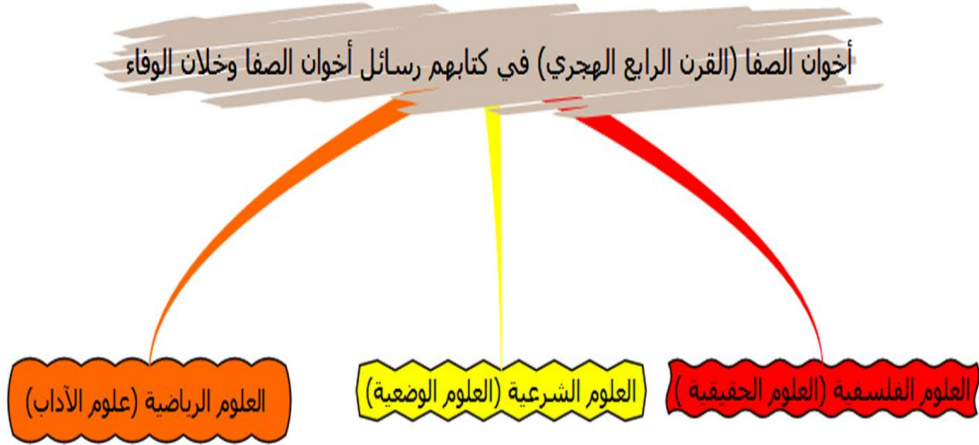 أخوان الصفا (القرن الرابع الهجري) في كتابهم رسائل أخوان الصفا وخلان الوفاء
العلوم الفلسفية (العلوم الحقيقية )
العلوم الشرعية (العلوم الوضعية)
العلوم الرياضية (علوم الآداب)